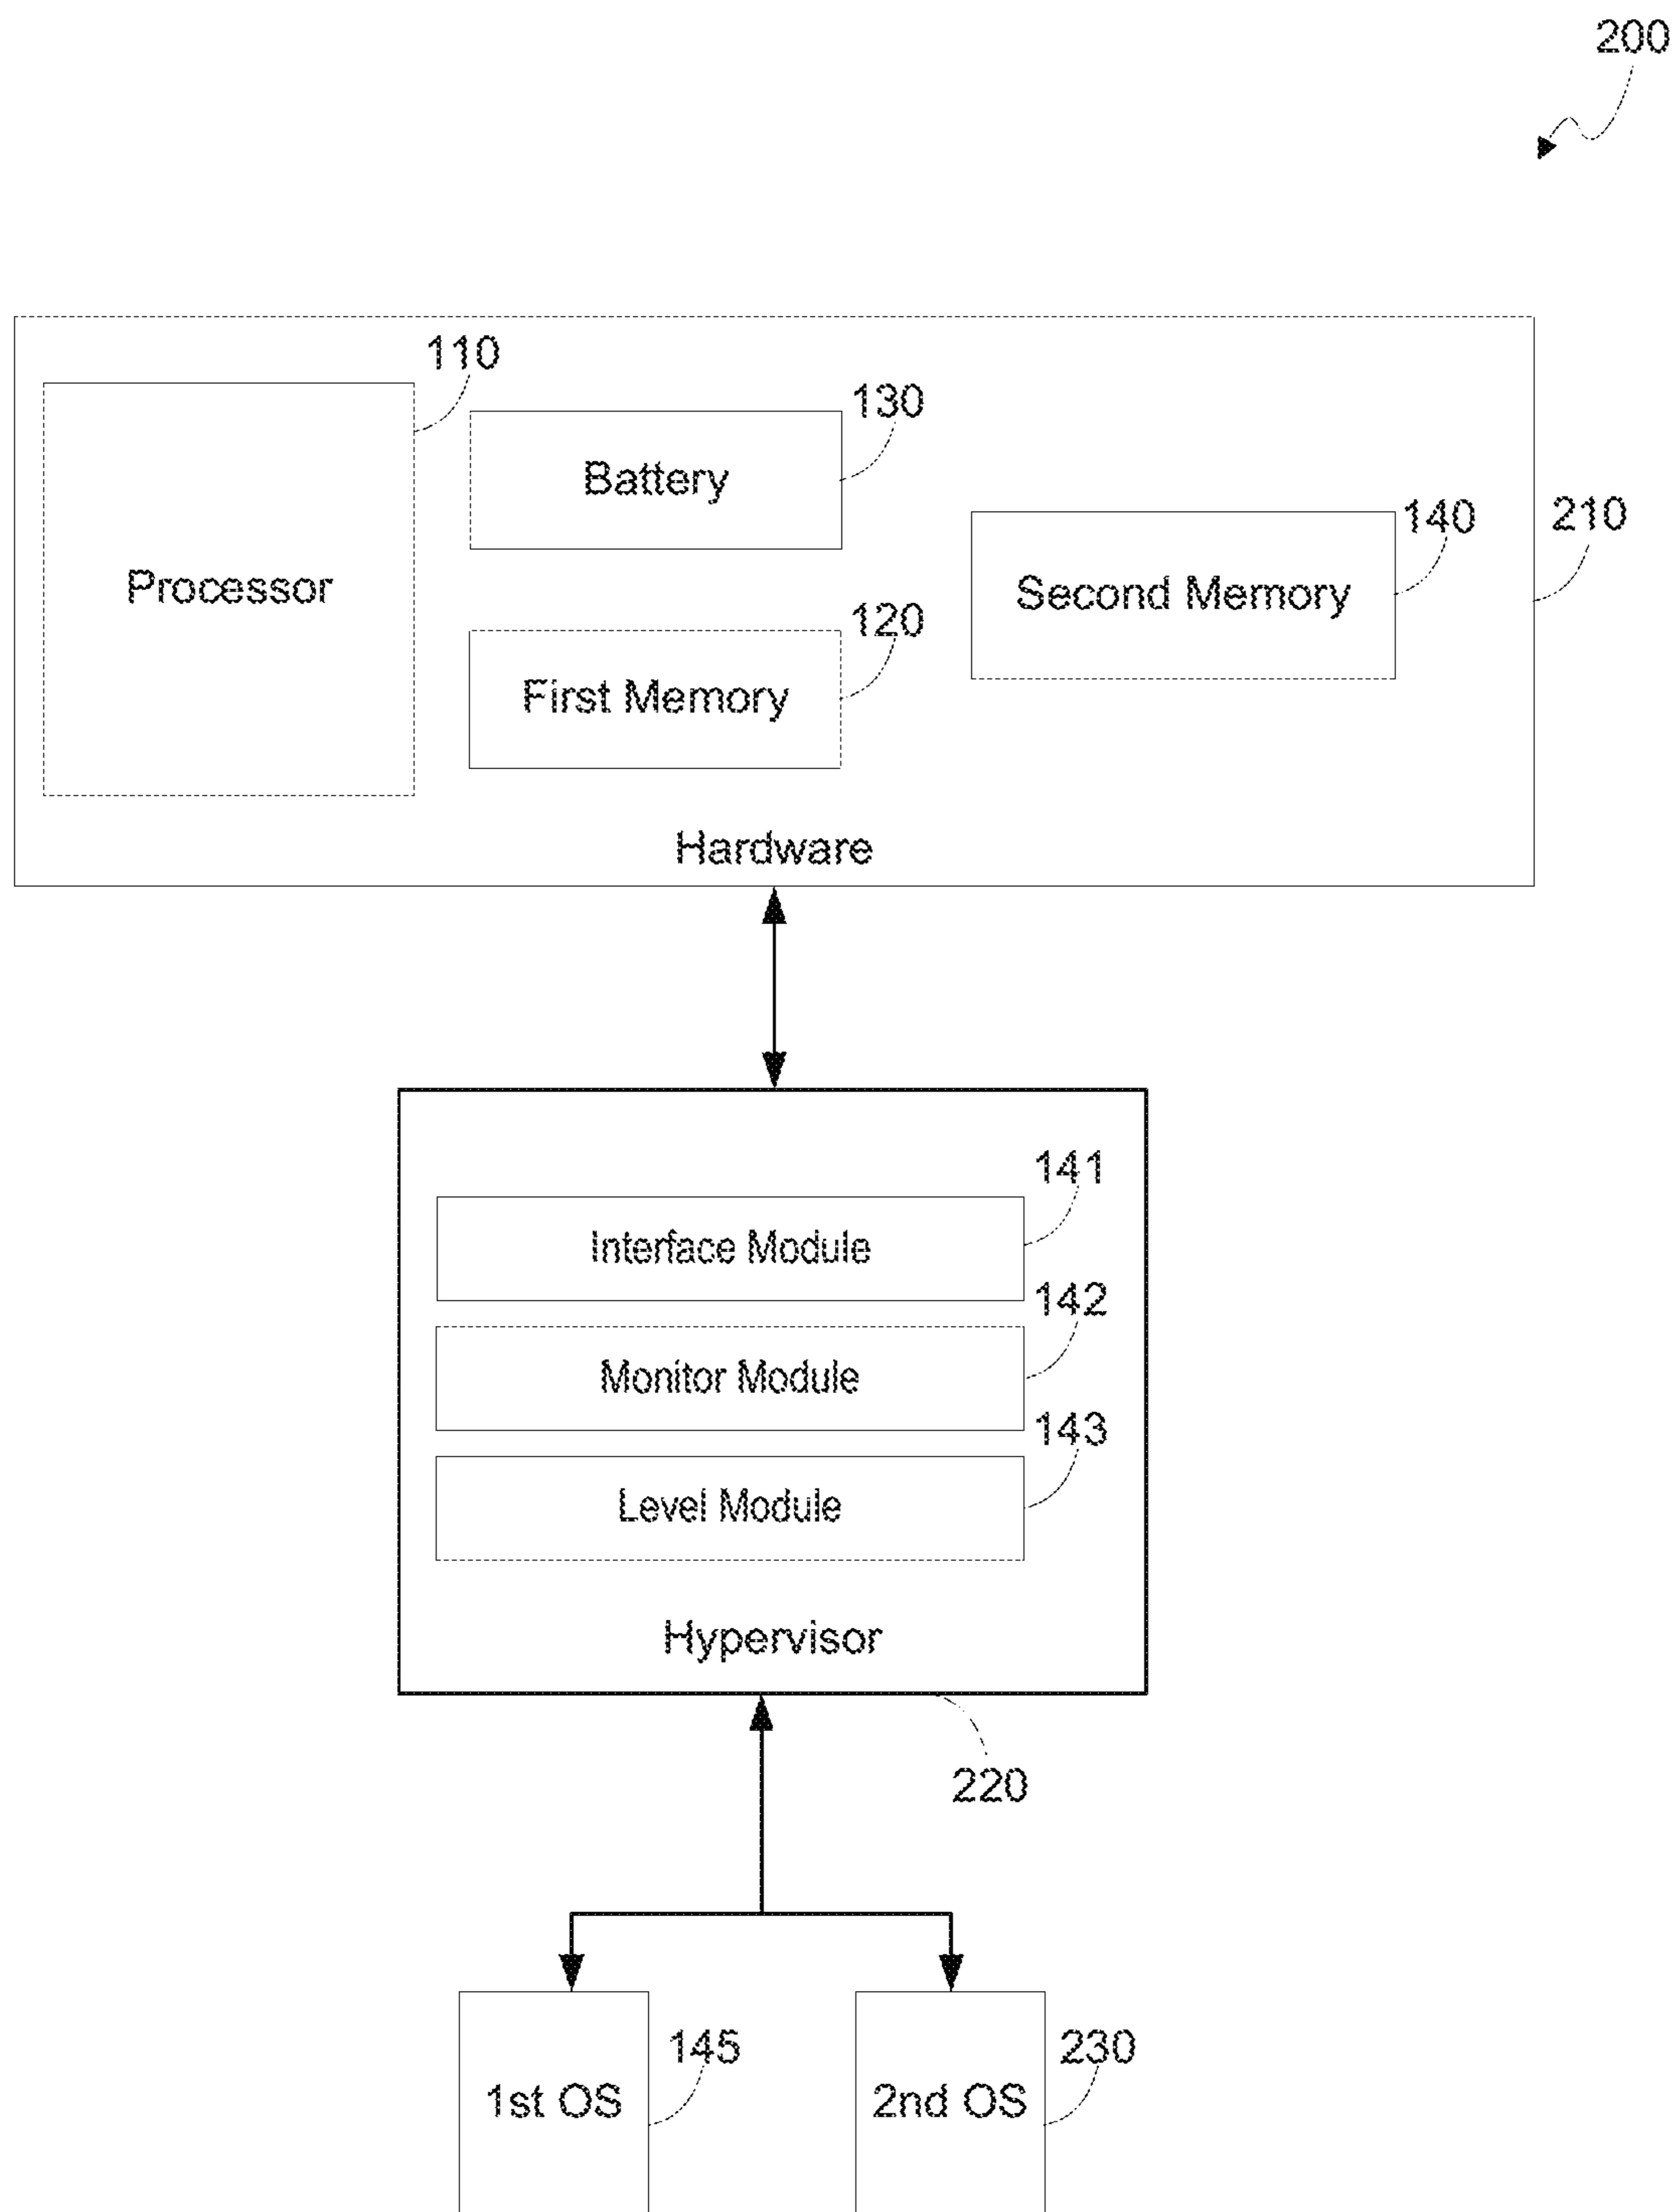 200
110
130
Battery
140
210
Processor
Second Memory
120
First Memory
Hardware
141
Interface Module
142
Monitor Module
143
Level Module
Hypervisor
220
145
230
1st OS
2nd OS